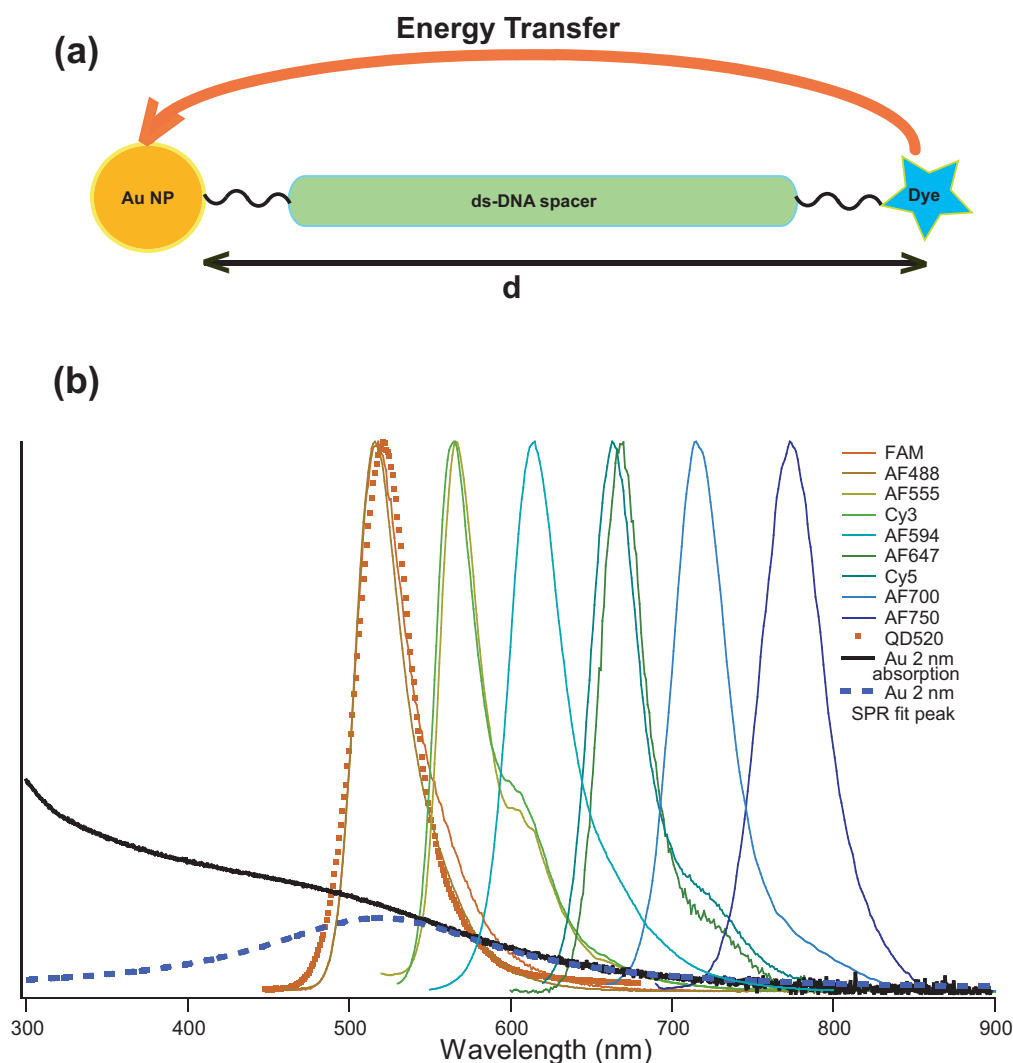 Energy Transfer
(a)
Au NP
ds-DNA spacer
Dye
d
(b)
FAM
AF488
AF555
Cy3
AF594
AF647
Cy5
AF700
AF750
QD520
Au 2 nm
absorption
Au 2 nm
SPR fit peak
300 400 500 600 700 800 900
Wavelength (nm)